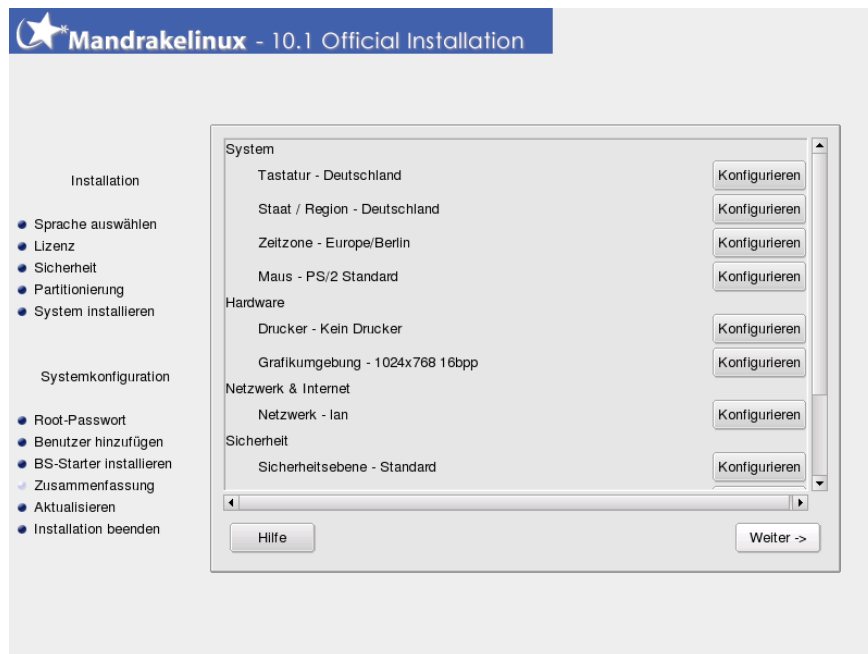 Mandrakelinux - 10.1 Official Installation
Installation
Sprache auswählen
Lizenz
Sicherheit
Partitionierung
System installieren
Systemkonfiguration
Root-Passwort
Benutzer hinzufügen
BS-Starter installieren
Zusammenfassung
Aktualisieren
Installation beenden
System
Tastatur - Deutschland Konfigurieren
Staat / Region - Deutschland Konfigurieren
Zeitzone - Europe/Berlin Konfigurieren
Maus - PS/2 Standard Konfigurieren
Hardware
Drucker - Kein Drucker Konfigurieren
Grafikumgebung - 1024x768 16bpp Konfigurieren
Netzwerk & Internet
Netzwerk - lan Konfigurieren
Sicherheit
Sicherheitsebene - Standard Konfigurieren
Hilfe Weiter ->